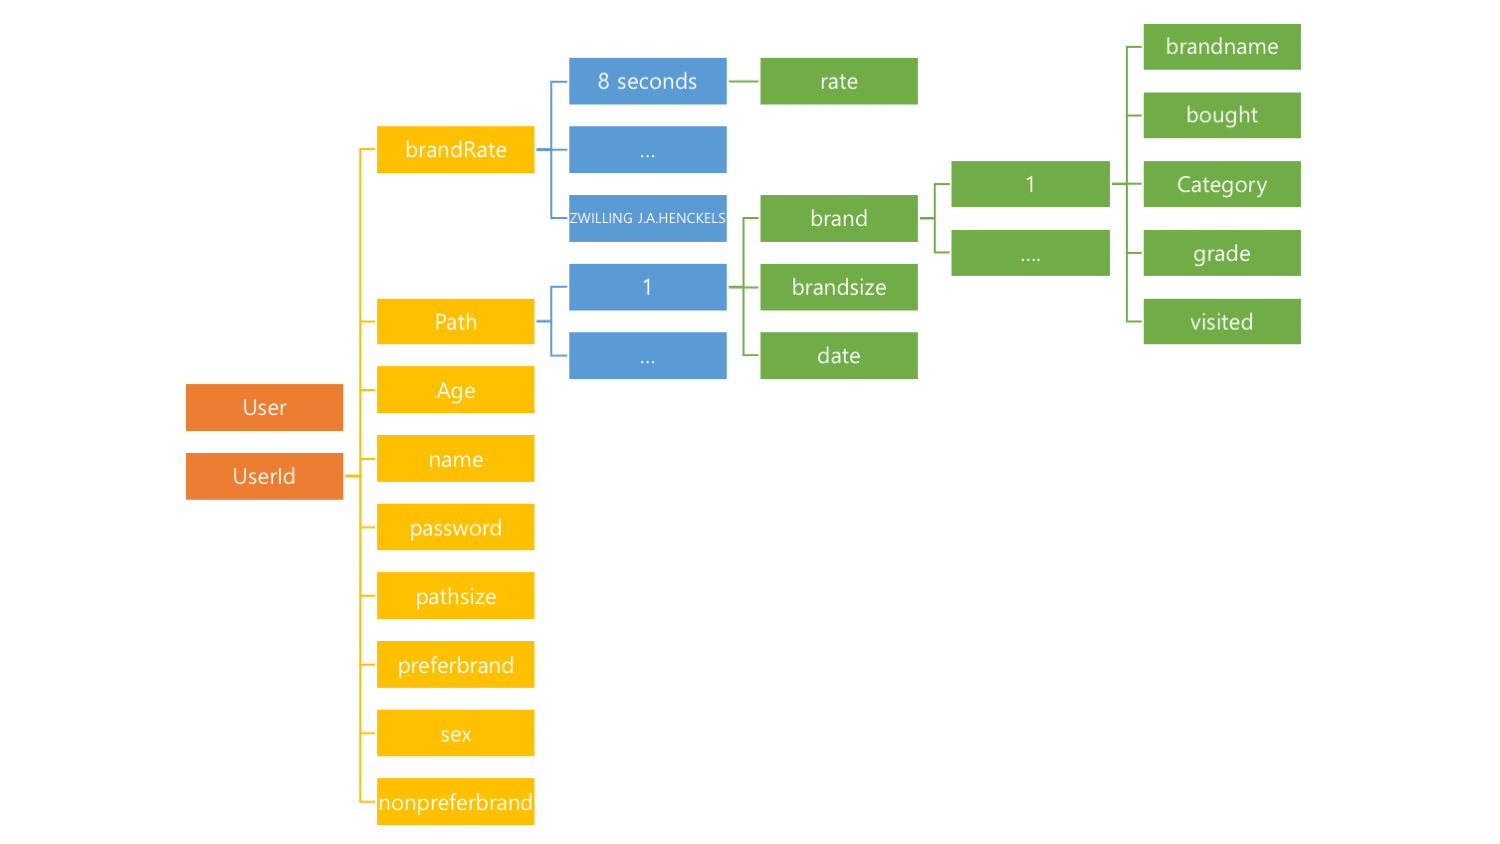 User
UserId
brandRate
Path
Age
name
password
pathsize
preferbrand
sex
nonpreferbrand
8 seconds
...
ZWILLING J.A.HENCKELS
1
...
rate
brand
brandsize
date
1
....
brandname
bought
Category
grade
visited